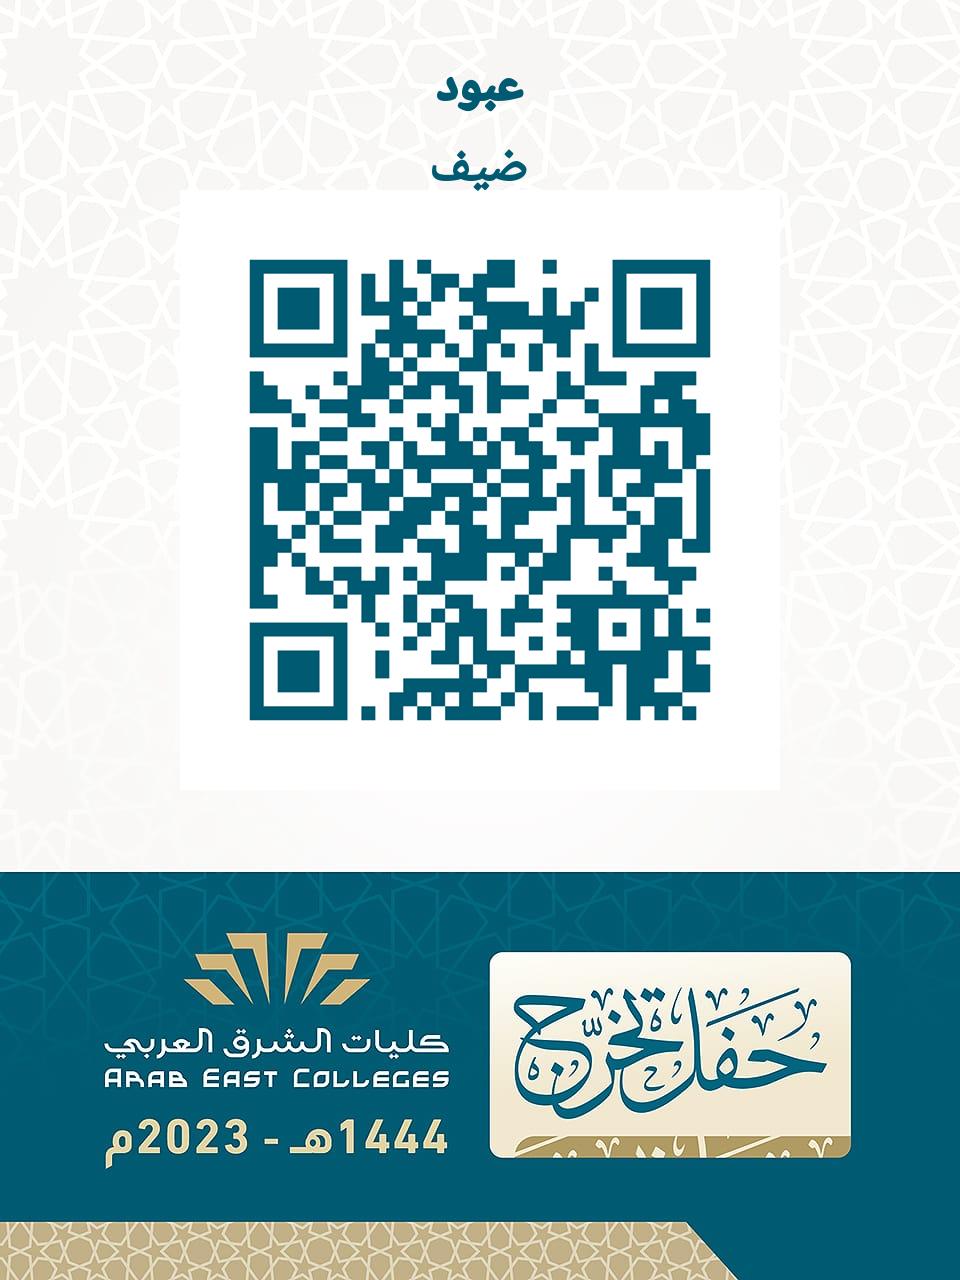 عبود
ضيف
حفل تخرج
كليات الشرق العربي
ARAB EAST COLLEGES
1444هـ - 2023م